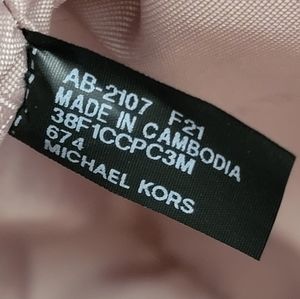 AB-2107 F21
MADE IN CAMBODIA
38F1CCPC3M
674
MICHAEL KORS